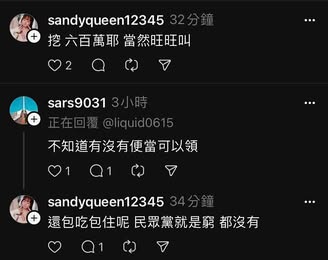 sandyqueen12345 32分鐘
挖 六百萬耶 當然旺旺叫
2
sars9031 3小時
正在回覆 @liquid0615
不知道有沒有便當可以領
1 1
sandyqueen12345 34分鐘
還包吃包住呢 民眾黨就是窮 都沒有
1